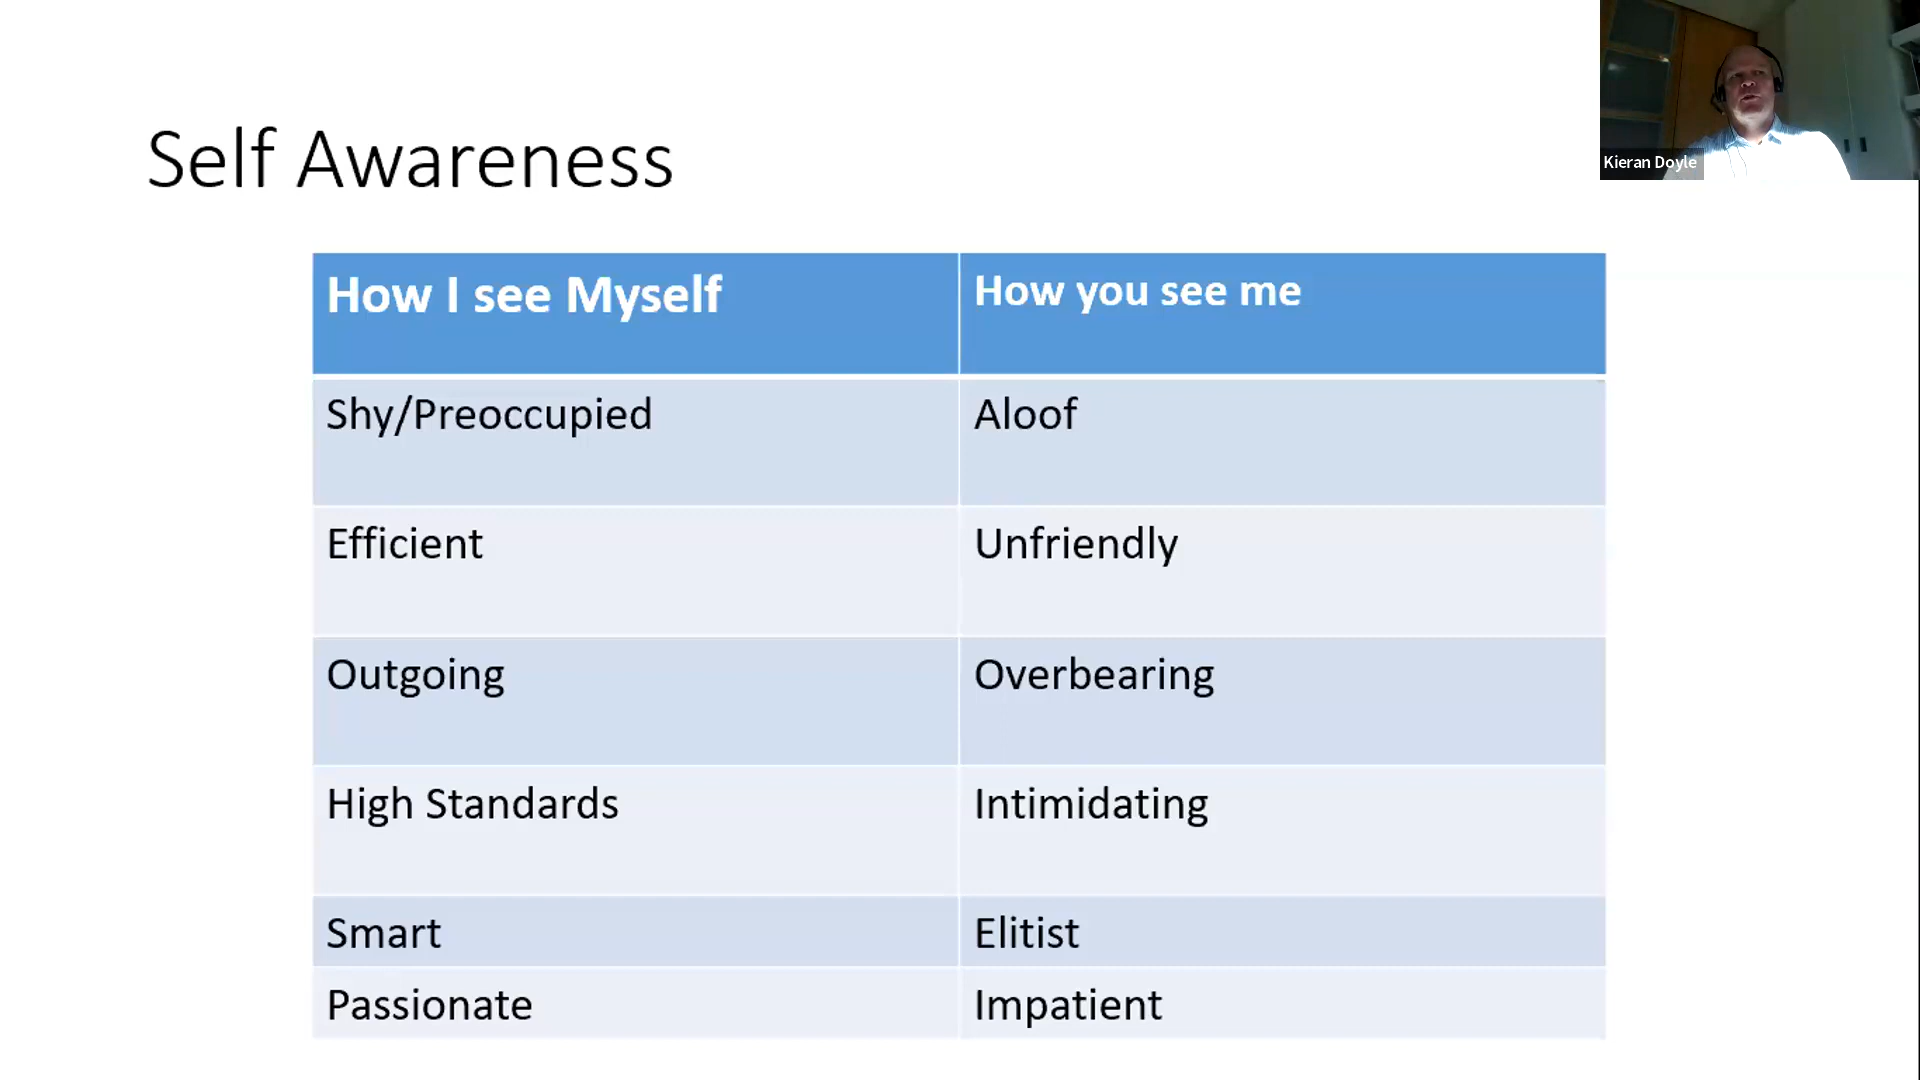 Self Awareness
Kieran Doyle
How I see Myself
How you see me
Shy/Preoccupied
Aloof
Efficient
Unfriendly
Outgoing
Overbearing
High Standards
Intimidating
Smart
Elitist
Passionate
Impatient